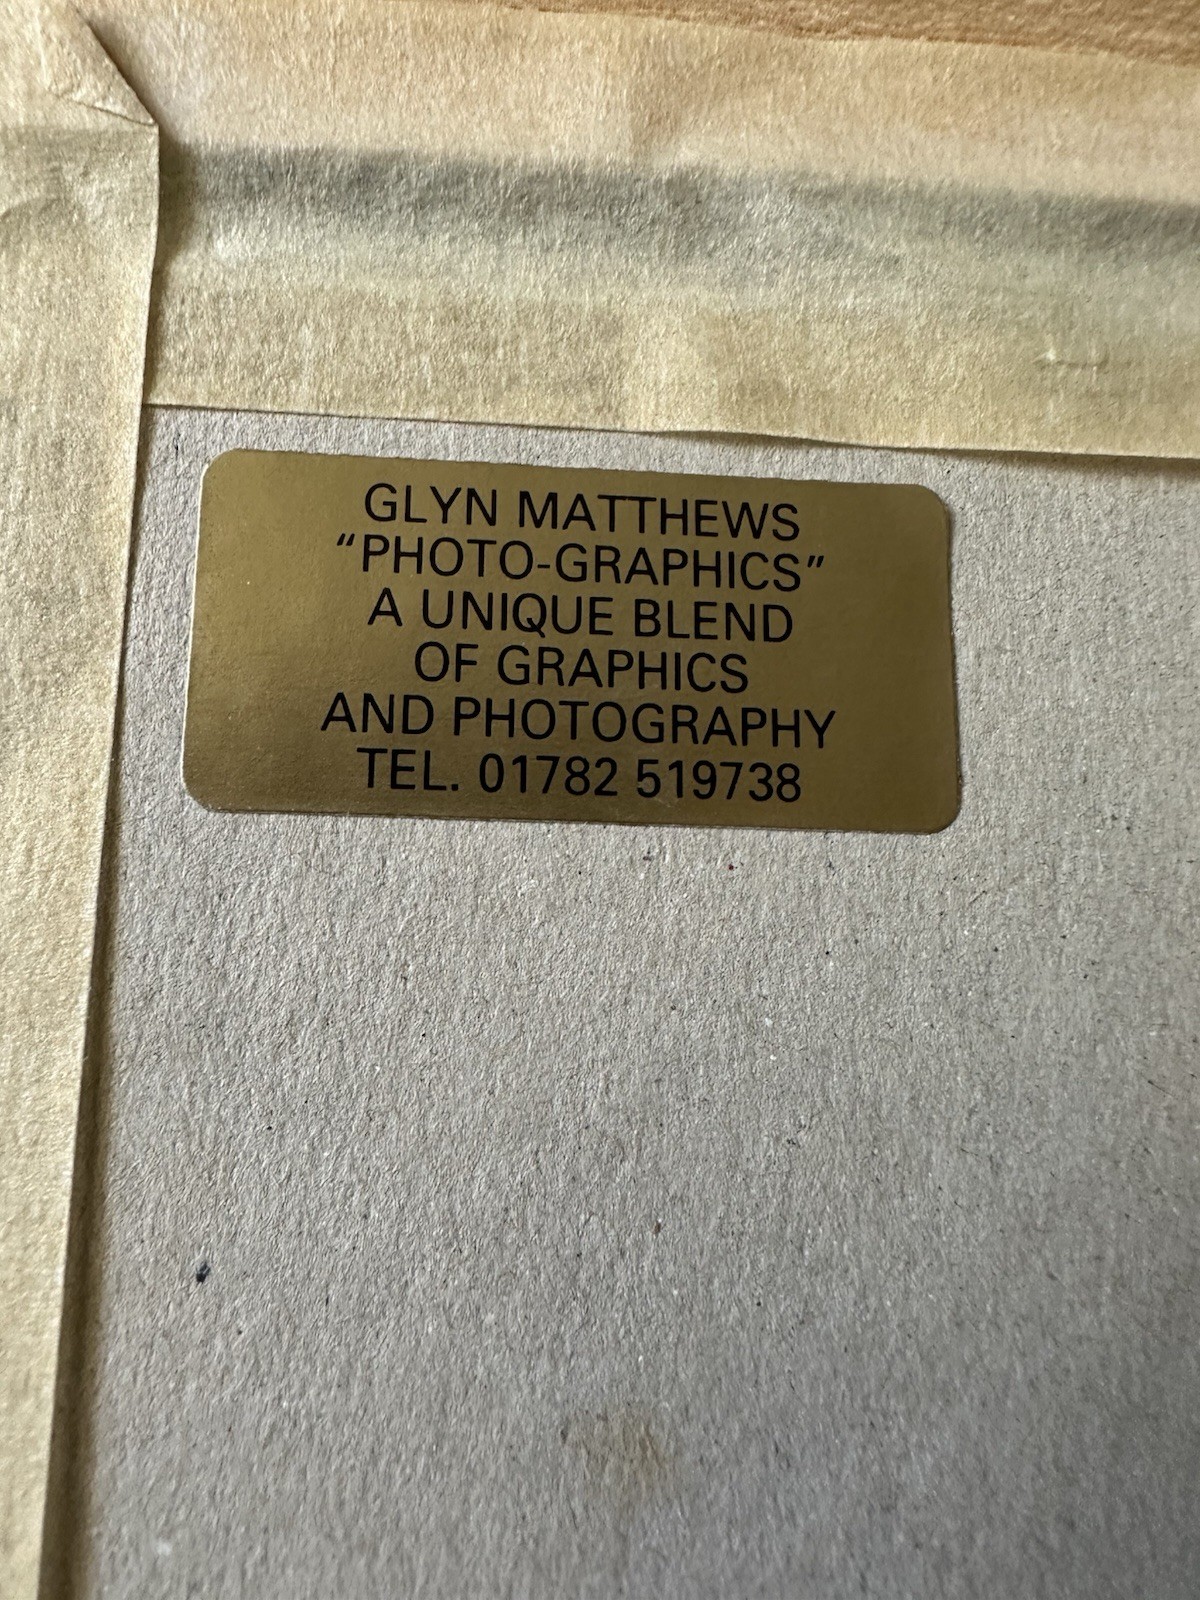 GLYN MATTHEWS
“PHOTO-GRAPHICS”
A UNIQUE BLEND
OF GRAPHICS
AND PHOTOGRAPHY
TEL. 01782 519738